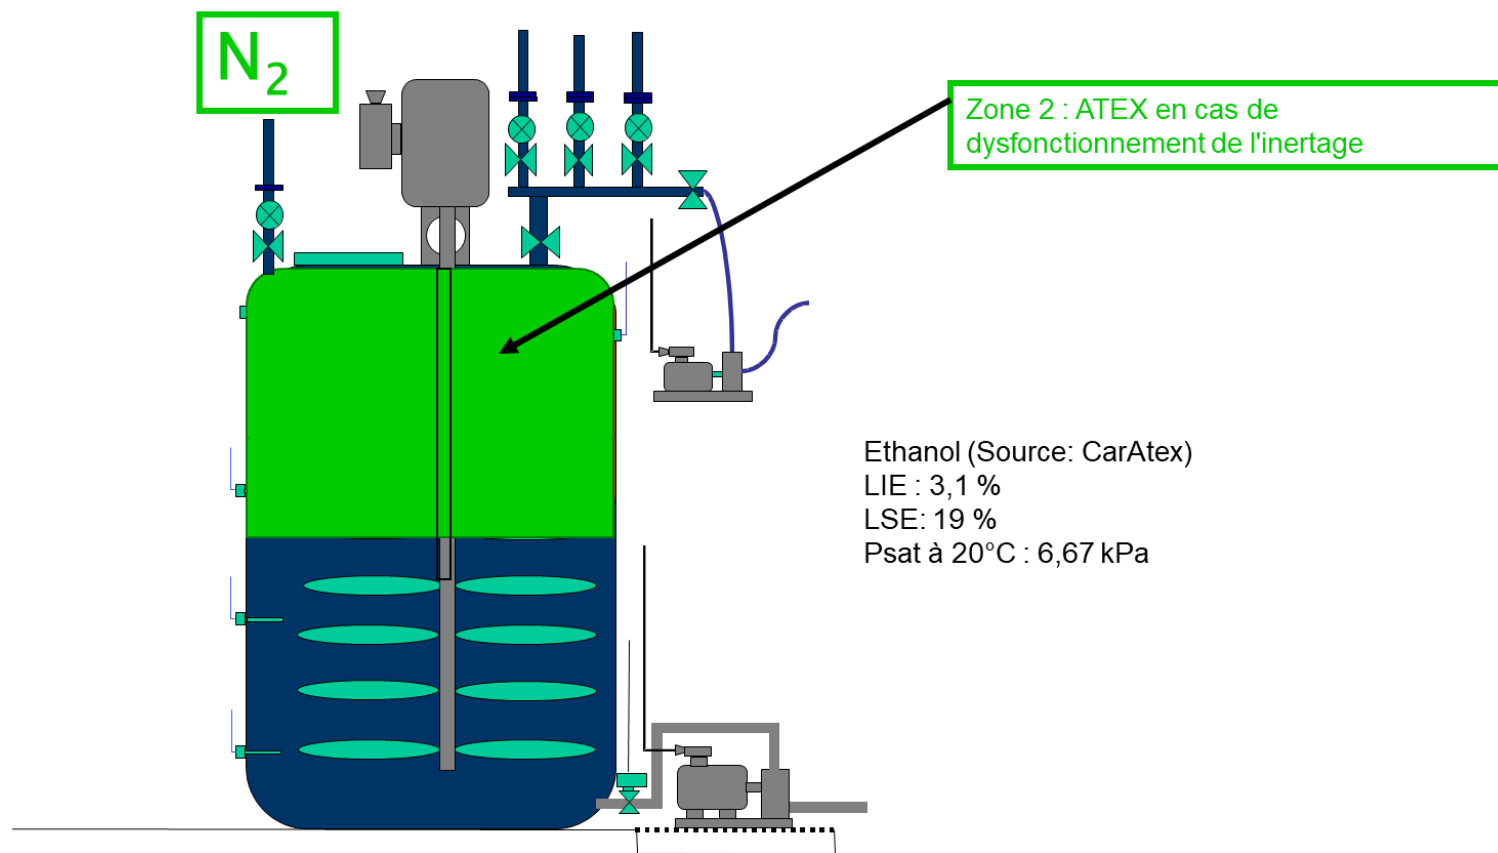 N₂
Zone 2 : ATEX en cas de
dysfonctionnement de l'inertage
Ethanol (Source: CarAtex)
LIE : 3,1 %
LSE: 19 %
Psat à 20°C : 6,67 kPa